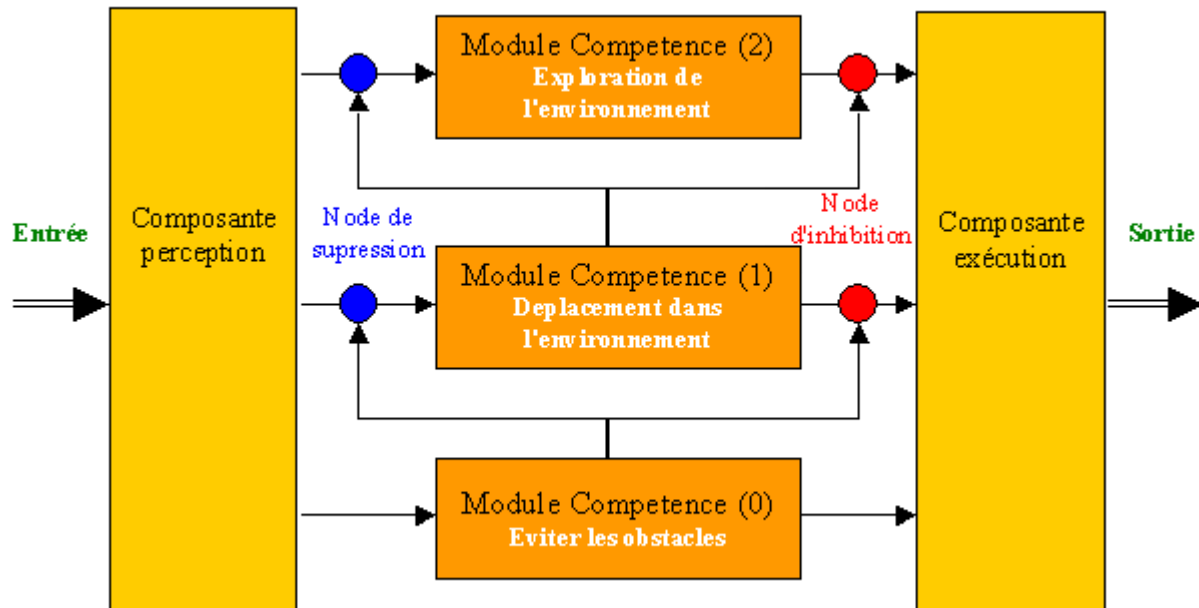 Module Competence (2)
Exploration de
l'environnement
Entrée
Composante
perception
Node de
supression
Node
d'inhibition
Composante
exécution
Sortie
Module Competence (1)
Deplacement dans
l'environnement
Module Competence (0)
Eviter les obstacles